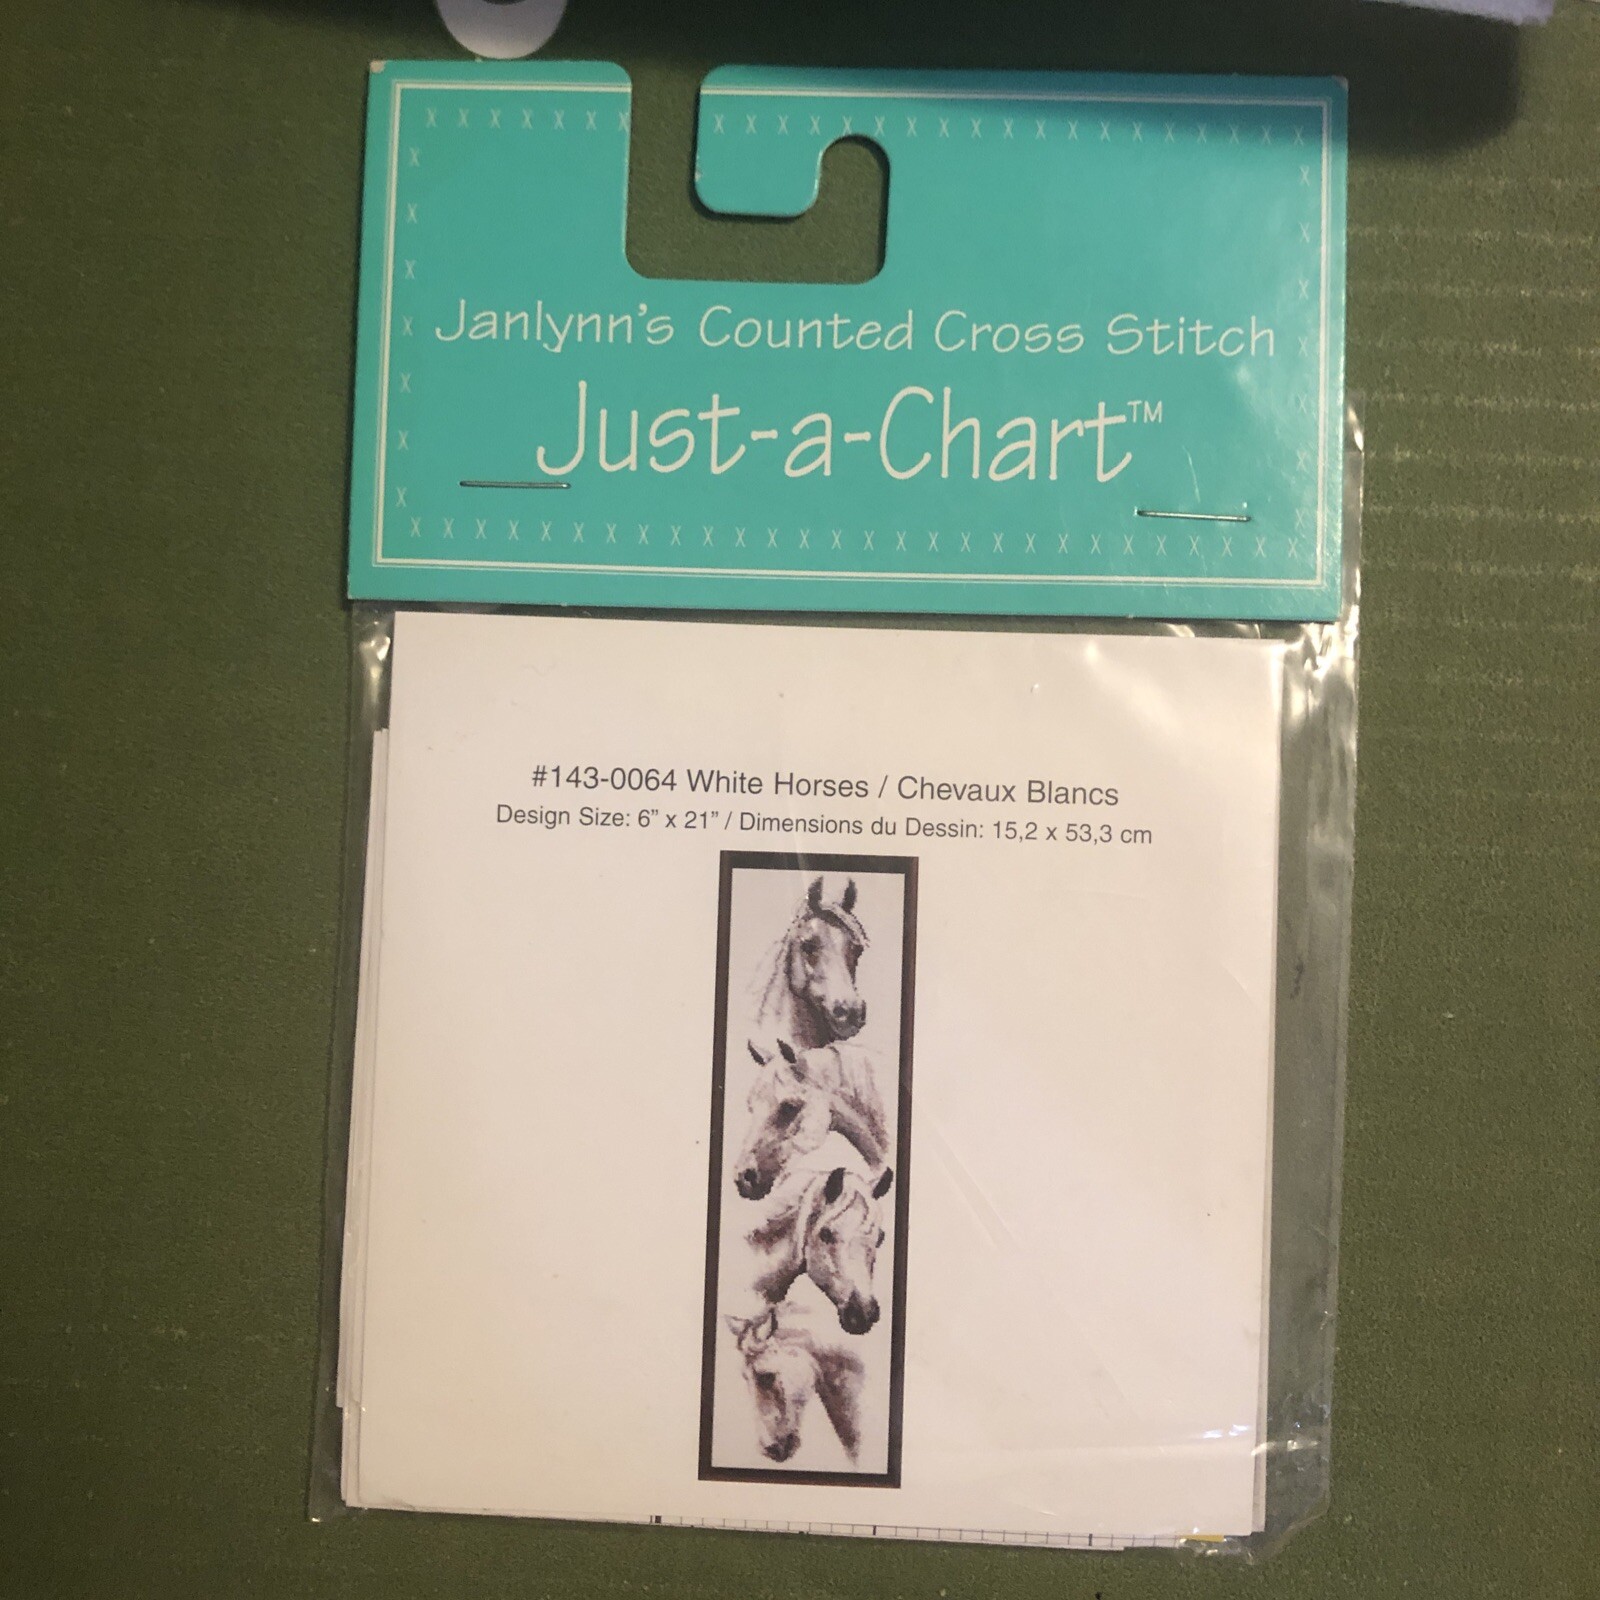 Janlynn's Counted Cross Stitch
Just-a-Chart™
#143-0064 White Horses / Chevaux Blancs
Design Size: 6” x 21” / Dimensions du Dessin: 15,2 x 53,3 cm